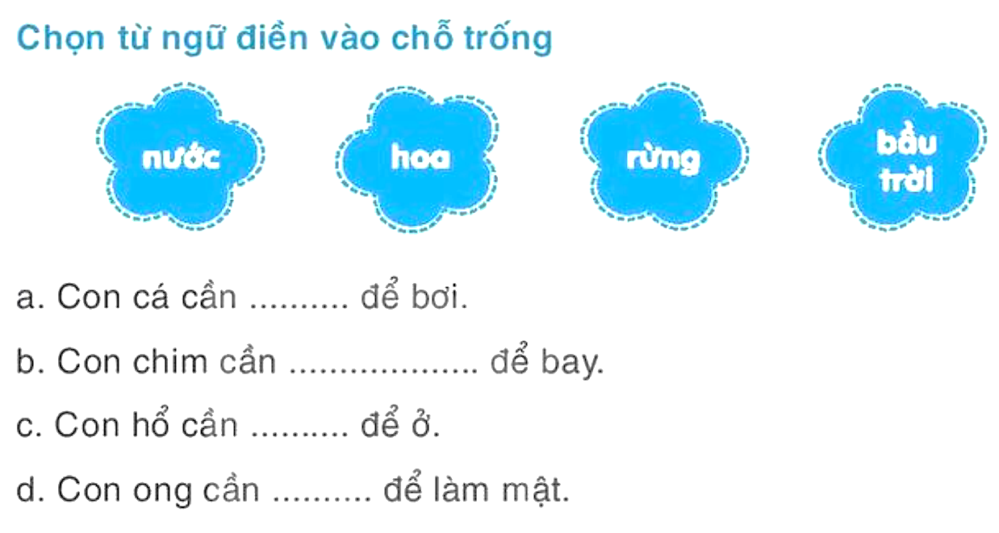 Chọn từ ngữ điền vào chỗ trống
nước
hoa
rừng
bầu
trời
a. Con cá cần .......... để bơi.
b. Con chim cần ................... để bay.
c. Con hổ cần .......... để ở.
d. Con ong cần .......... để làm mật.